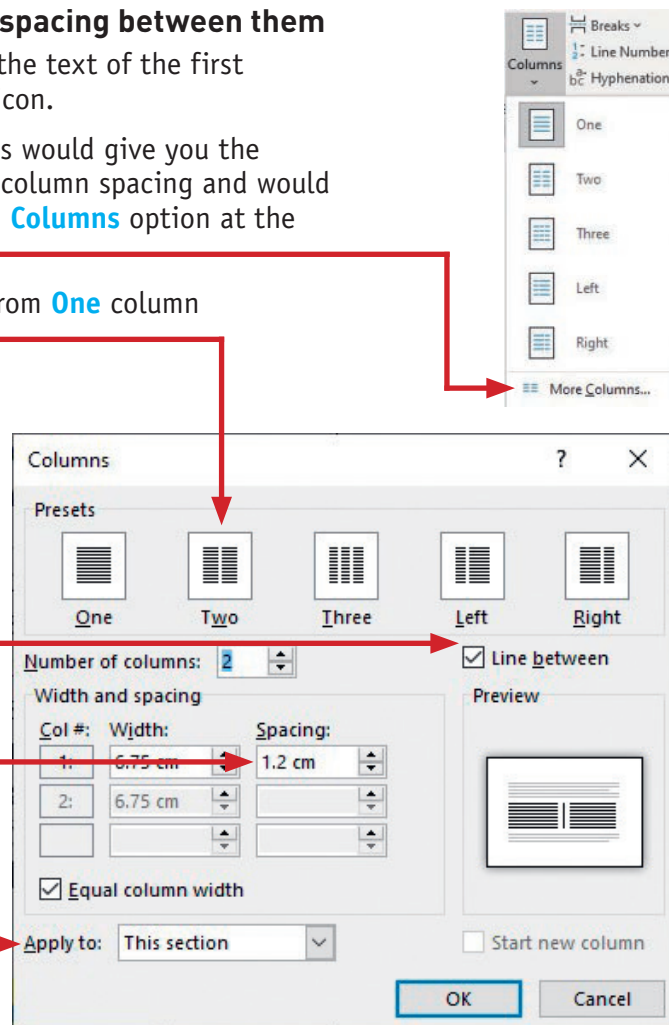 spacing between them
the text of the first
con.
s would give you the
column spacing and would
Columns option at the
rom One column
Breaks
Line Number
Columns
Hyphenation
One
Two
Three
Left
Right
More Columns...
Columns ? X
Presets
One Two Three Left Right
Number of columns: 2
Line between
Width and spacing
Preview
Col #: Width: Spacing:
1: 6.75 cm 1.2 cm
2: 6.75 cm
Equal column width
Apply to: This section
Start new column
OK Cancel